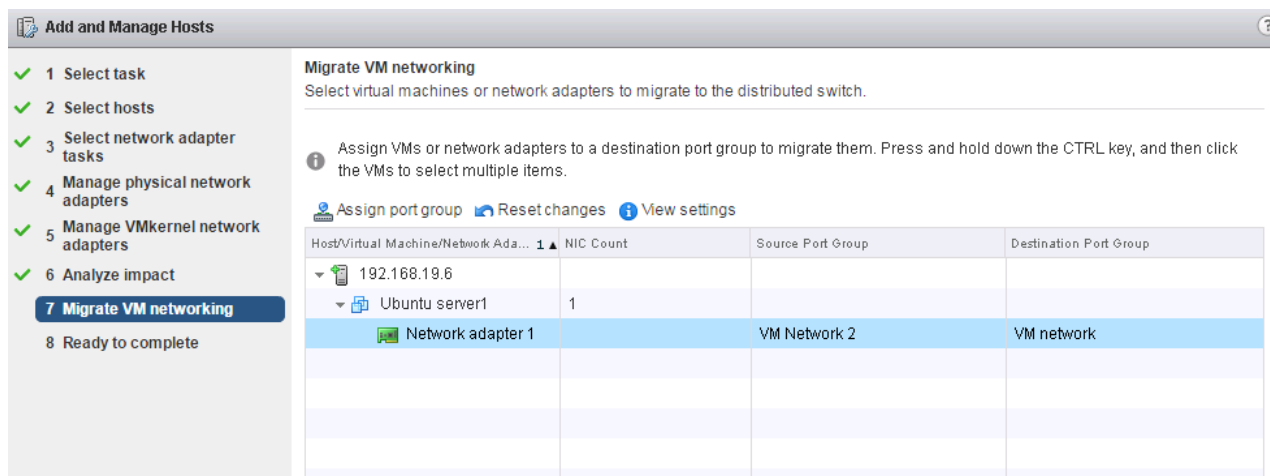 Add and Manage Hosts
?
1 Select task
2 Select hosts
3 Select network adapter
tasks
4 Manage physical network
adapters
5 Manage VMkernel network
adapters
6 Analyze impact
7 Migrate VM networking
8 Ready to complete
Migrate VM networking
Select virtual machines or network adapters to migrate to the distributed switch.
Assign VMs or network adapters to a destination port group to migrate them. Press and hold down the CTRL key, and then click
the VMs to select multiple items.
Assign port group Reset changes View settings
Host/Virtual Machine/Network Ada... 1 ▲ NIC Count Source Port Group Destination Port Group
192.168.19.6
Ubuntu server1 1
Network adapter 1 VM Network 2 VM network